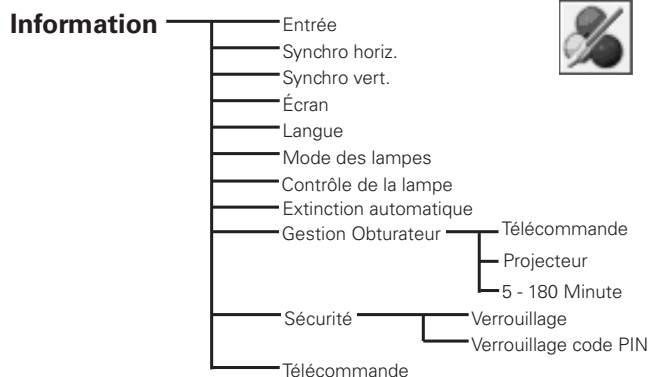 Information
Entrée
Synchro horiz.
Synchro vert.
Écran
Langue
Mode des lampes
Contrôle de la lampe
Extinction automatique
Gestion Obturateur
Télécommande
Projecteur
5 - 180 Minute
Sécurité
Verrouillage
Verrouillage code PIN
Télécommande